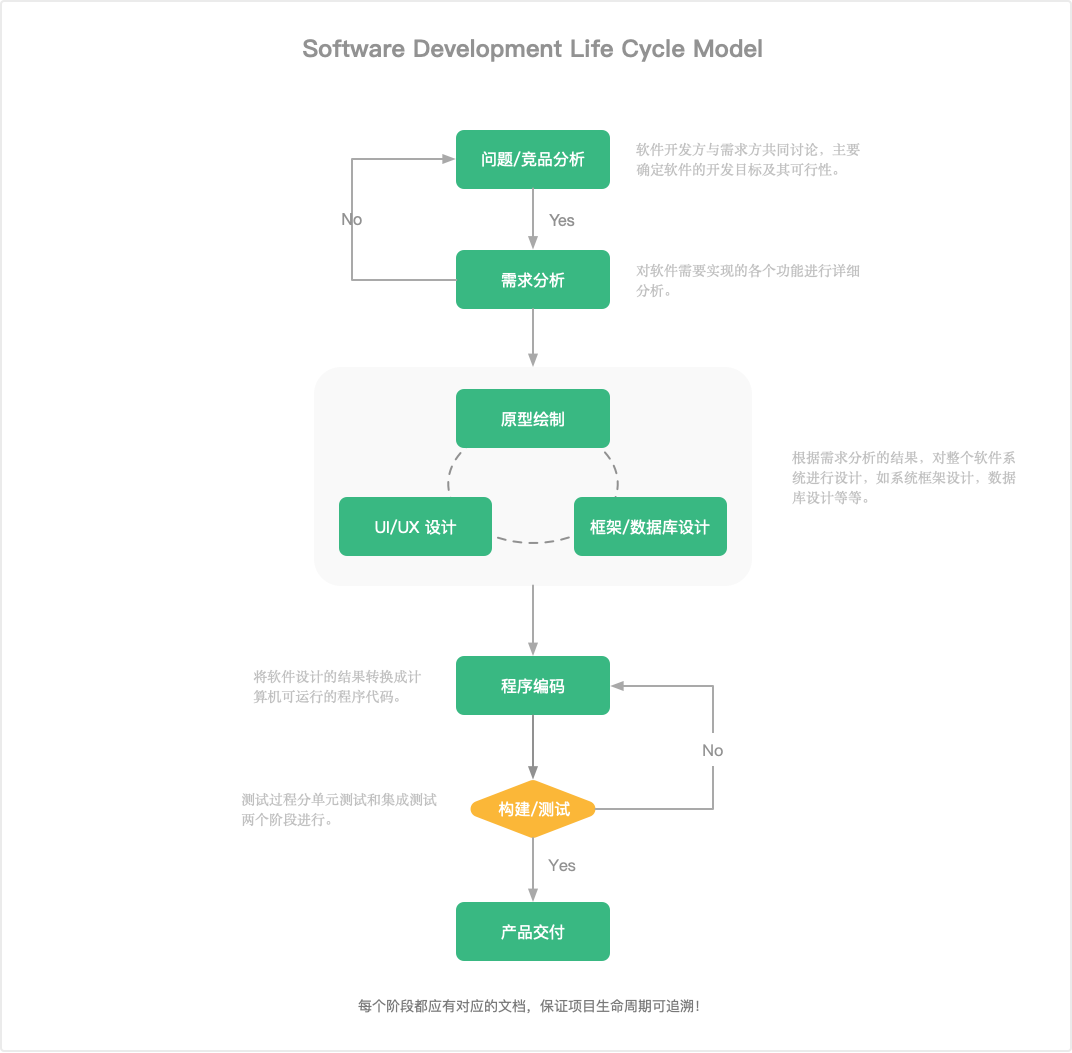 Software Development Life Cycle Model
问题/竞品分析
软件开发方与需求方共同讨论，主要
确定软件的开发目标及其可行性。
No
Yes
需求分析
对软件需要实现的各个功能进行详细
分析。
原型绘制
根据需求分析的结果，对整个软件系
统进行设计，如系统框架设计，数据
库设计等等。
UI/UX 设计
框架/数据库设计
将软件设计的结果转换成计
算机可运行的程序代码。
程序编码
No
测试过程分单元测试和集成测试
两个阶段进行。
构建/测试
Yes
产品交付
每个阶段都应有对应的文档，保证项目生命周期可追溯！